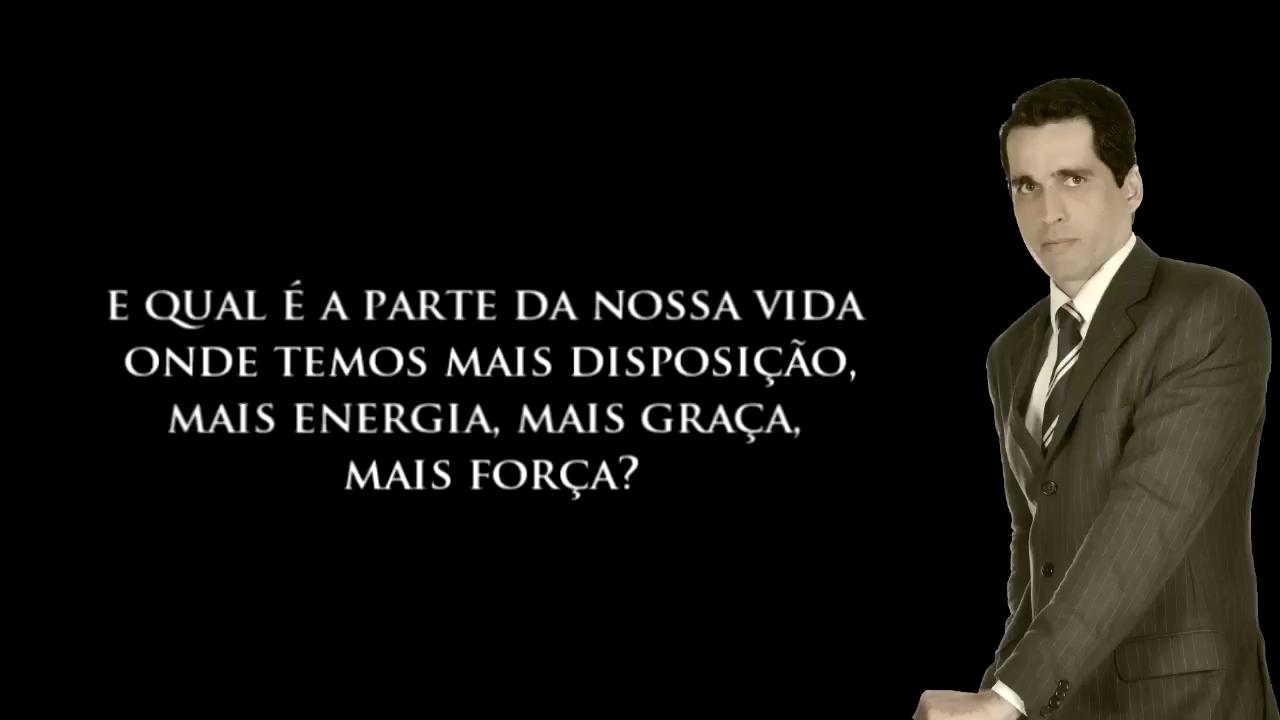 E QUAL É A PARTE DA NOSSA VIDA
ONDE TEMOS MAIS DISPOSIÇÃO,
MAIS ENERGIA, MAIS GRAÇA,
MAIS FORÇA?